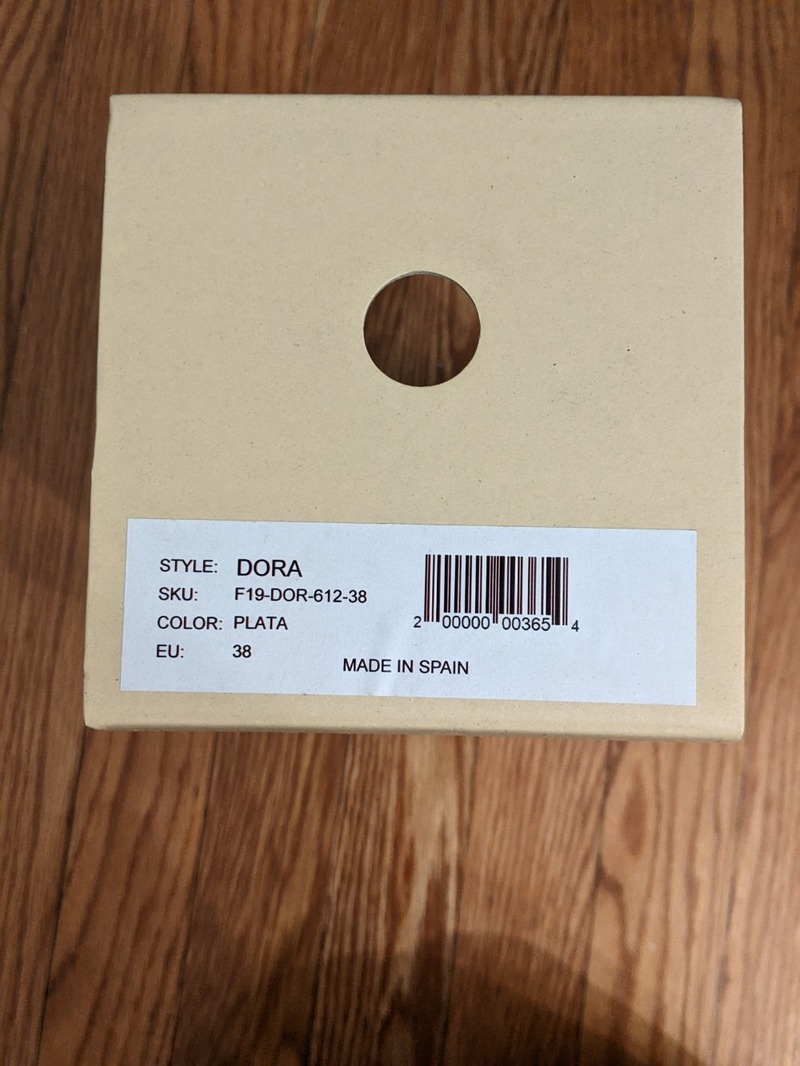 STYLE: DORA
SKU: F19-DOR-612-38
COLOR: PLATA
EU: 38
2 00000 00365 4
MADE IN SPAIN